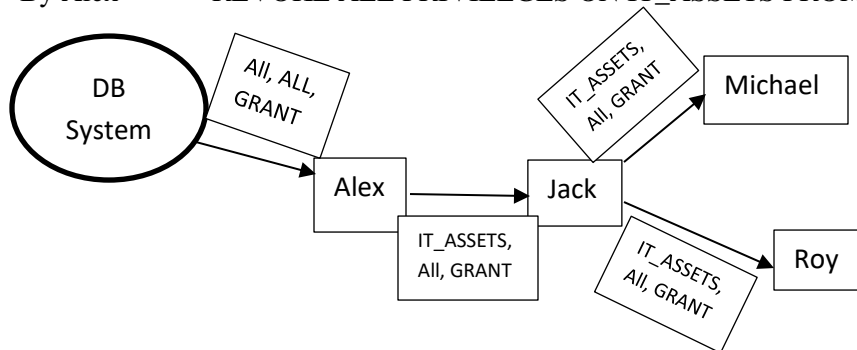 By Alex REVOKE ALL PRIVILEGES ON IT_ASSETS FROM
All, ALL,
GRANT
DB
System
IT_ASSETS,
All, GRANT
Michael
Alex
Jack
IT_ASSETS,
All, GRANT
IT_ASSETS,
All, GRANT
Roy